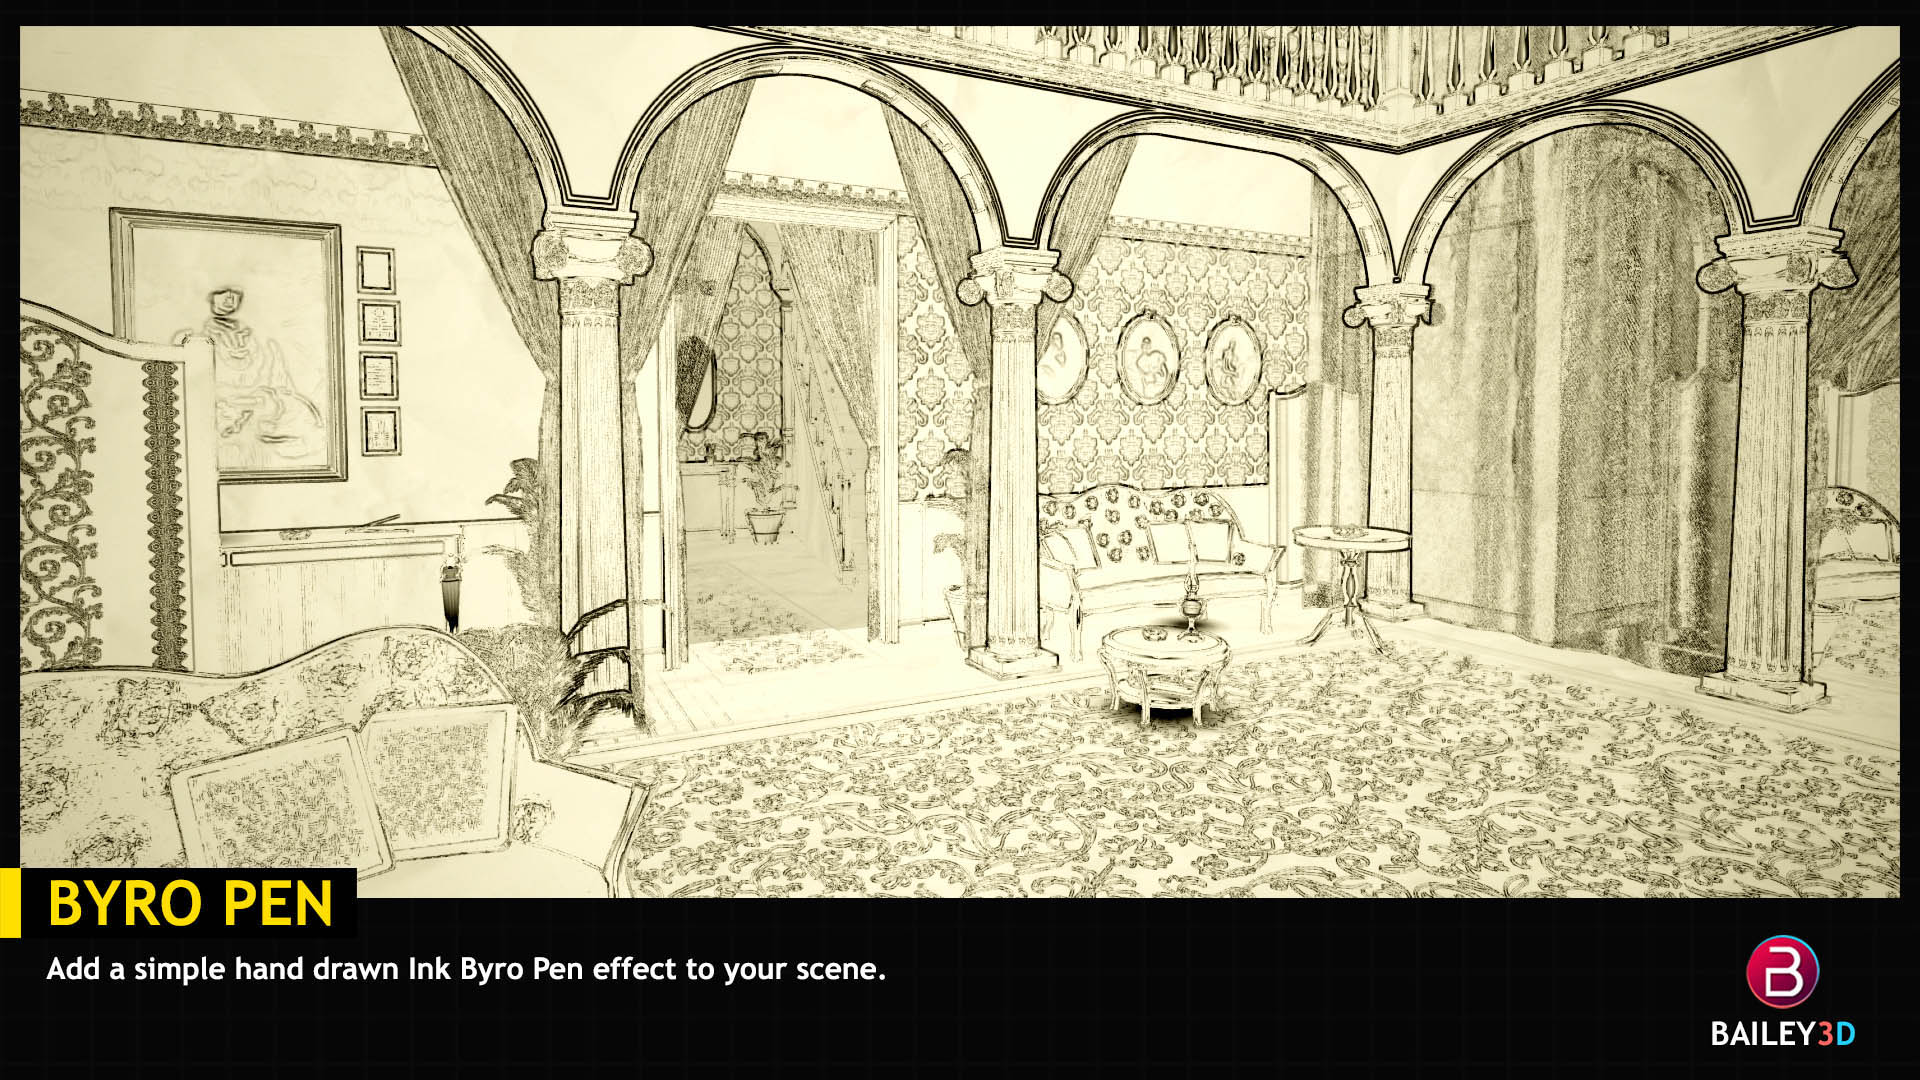 BYRO PEN
Add a simple hand drawn Ink Byro Pen effect to your scene.
B
BAILEY3D